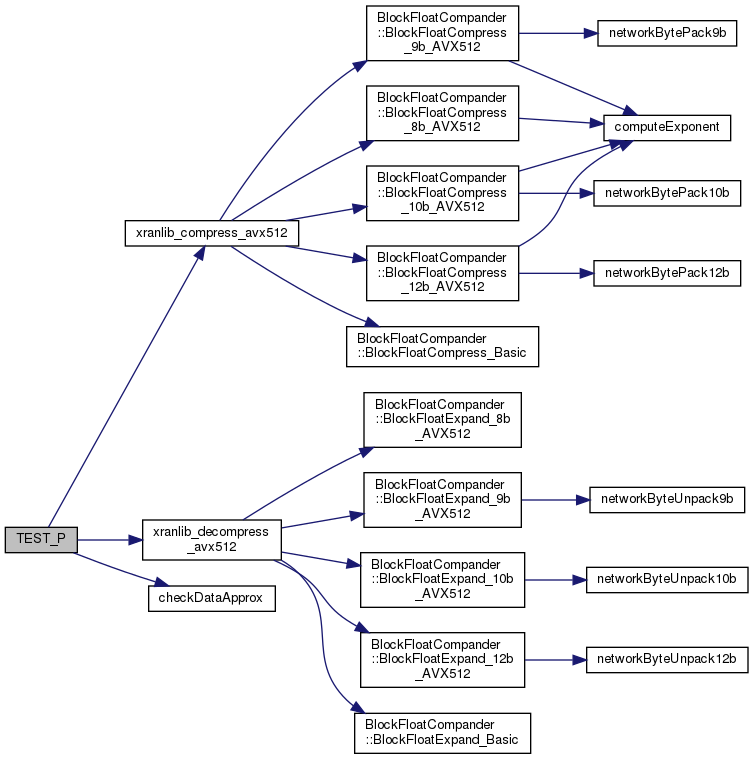 BlockFloatCompander
::BlockFloatCompress
_9b_AVX512
networkBytePack9b
BlockFloatCompander
::BlockFloatCompress
_8b_AVX512
computeExponent
BlockFloatCompander
::BlockFloatCompress
_10b_AVX512
networkBytePack10b
xranlib_compress_avx512
BlockFloatCompander
::BlockFloatCompress
_12b_AVX512
networkBytePack12b
BlockFloatCompander
::BlockFloatCompress_Basic
BlockFloatCompander
::BlockFloatExpand_8b
_AVX512
BlockFloatCompander
::BlockFloatExpand_9b
_AVX512
networkByteUnpack9b
TEST_P
xranlib_decompress
_avx512
BlockFloatCompander
::BlockFloatExpand_10b
_AVX512
networkByteUnpack10b
checkDataApprox
BlockFloatCompander
::BlockFloatExpand_12b
_AVX512
networkByteUnpack12b
BlockFloatCompander
::BlockFloatExpand_Basic